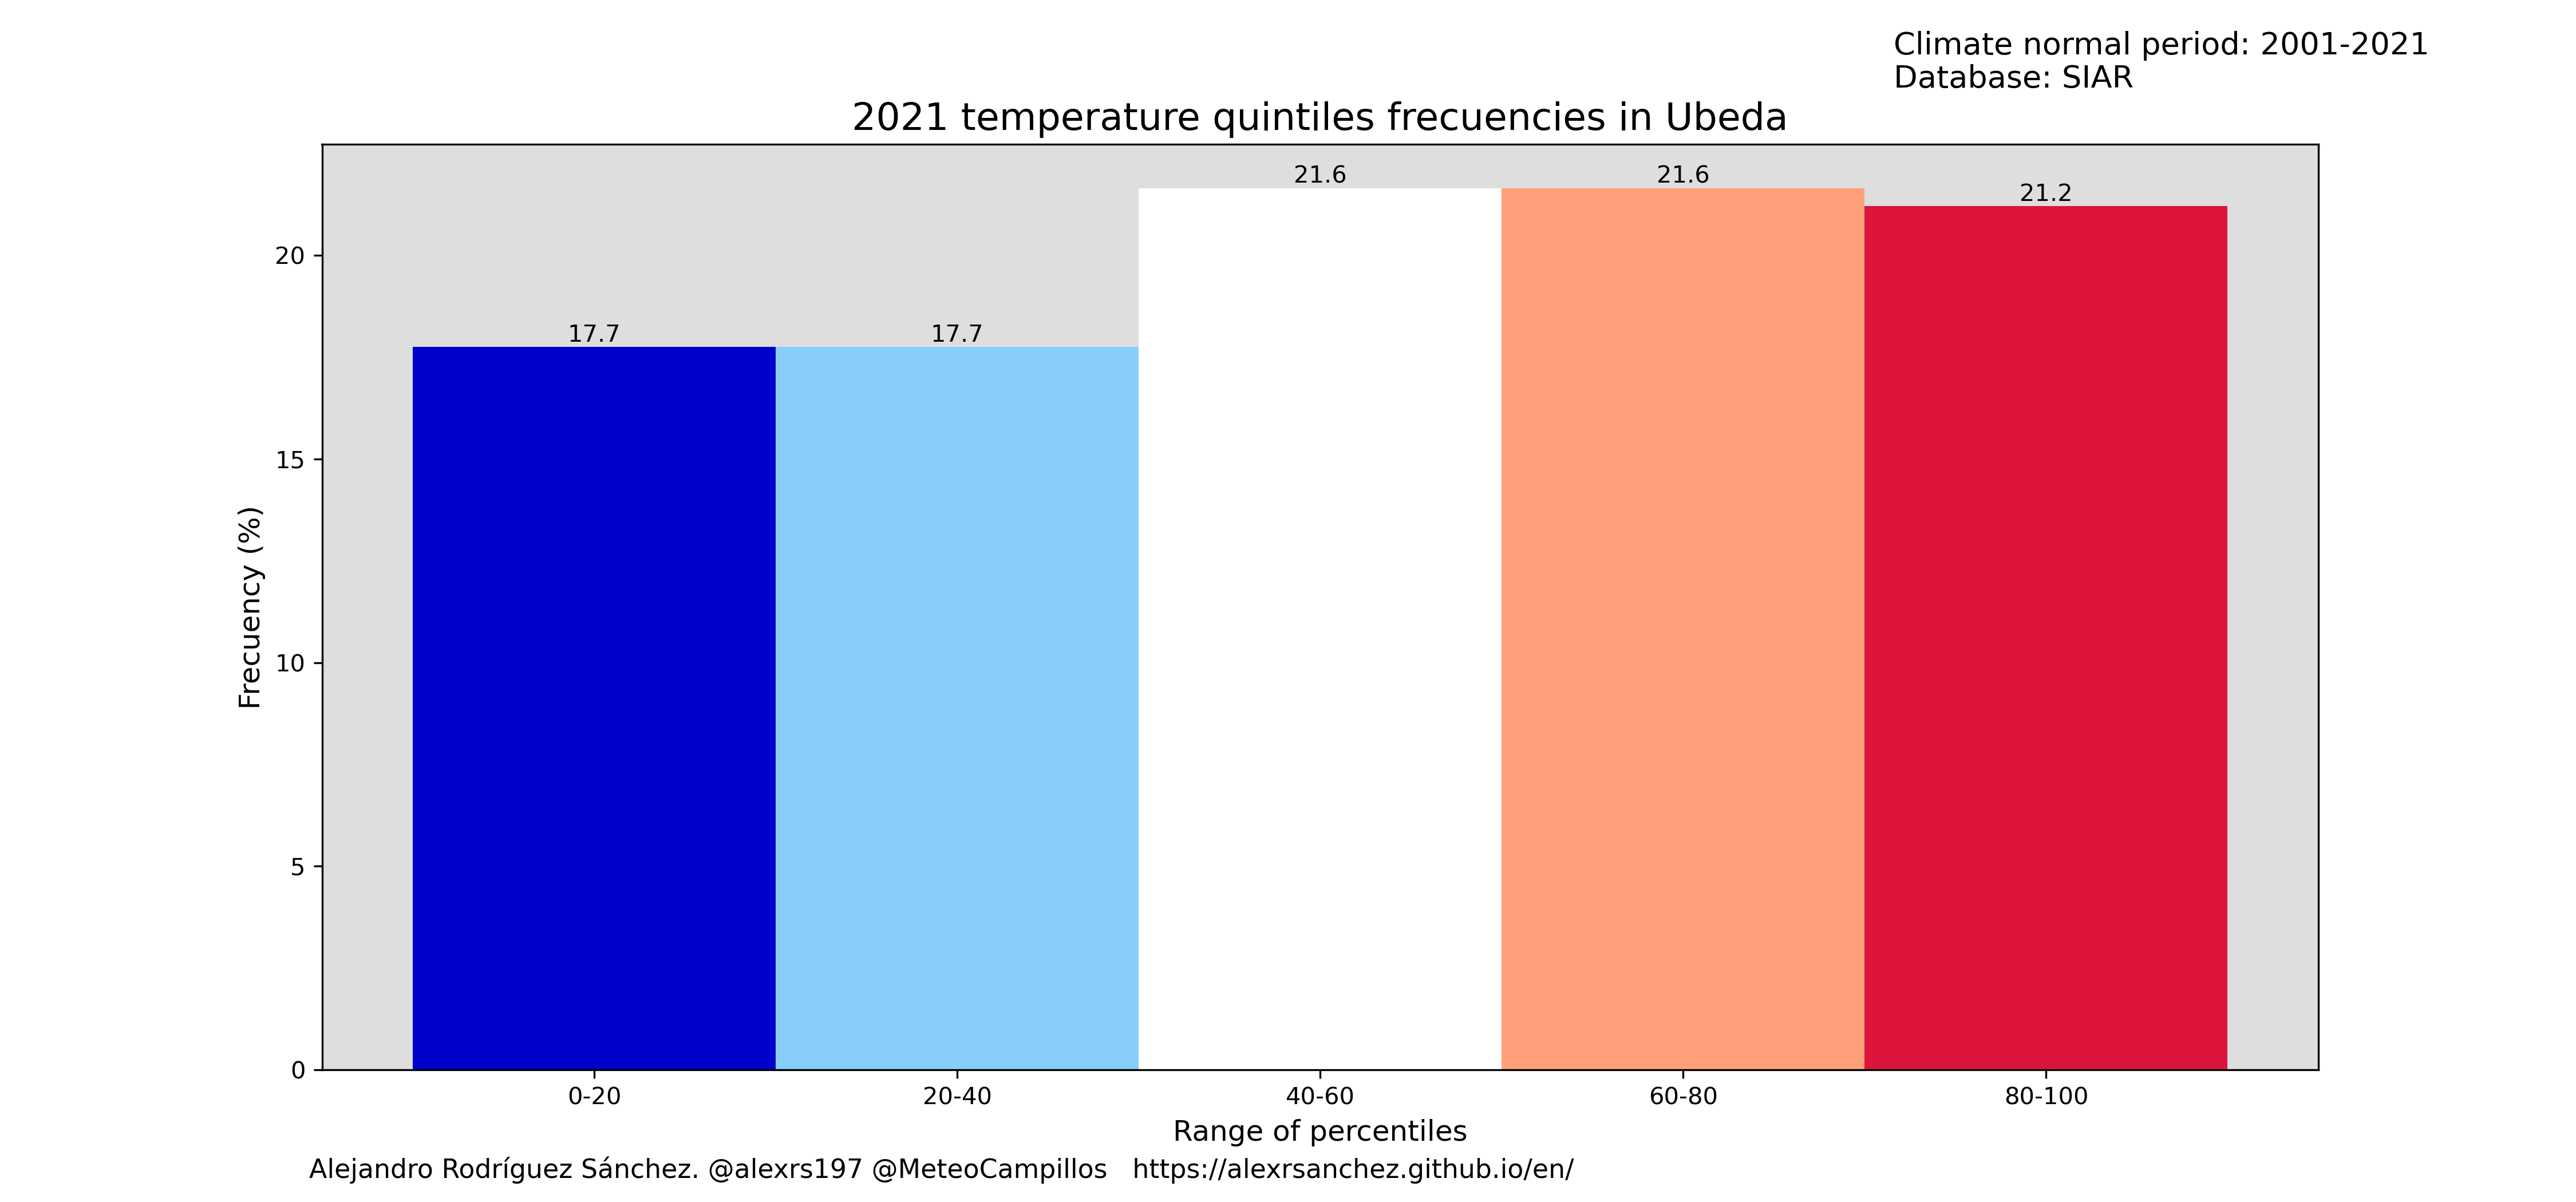 Climate normal period: 2001-2021
Database: SIAR
2021 temperature quintiles frecuencies in Ubeda
21.6
21.6
21.2
20
17.7
17.7
15
Frecuency (%)
10
5
0
0-20
20-40
40-60
60-80
80-100
Range of percentiles
Alejandro Rodríguez Sánchez. @alexrs197 @MeteoCampillos   https://alexrsanchez.github.io/en/